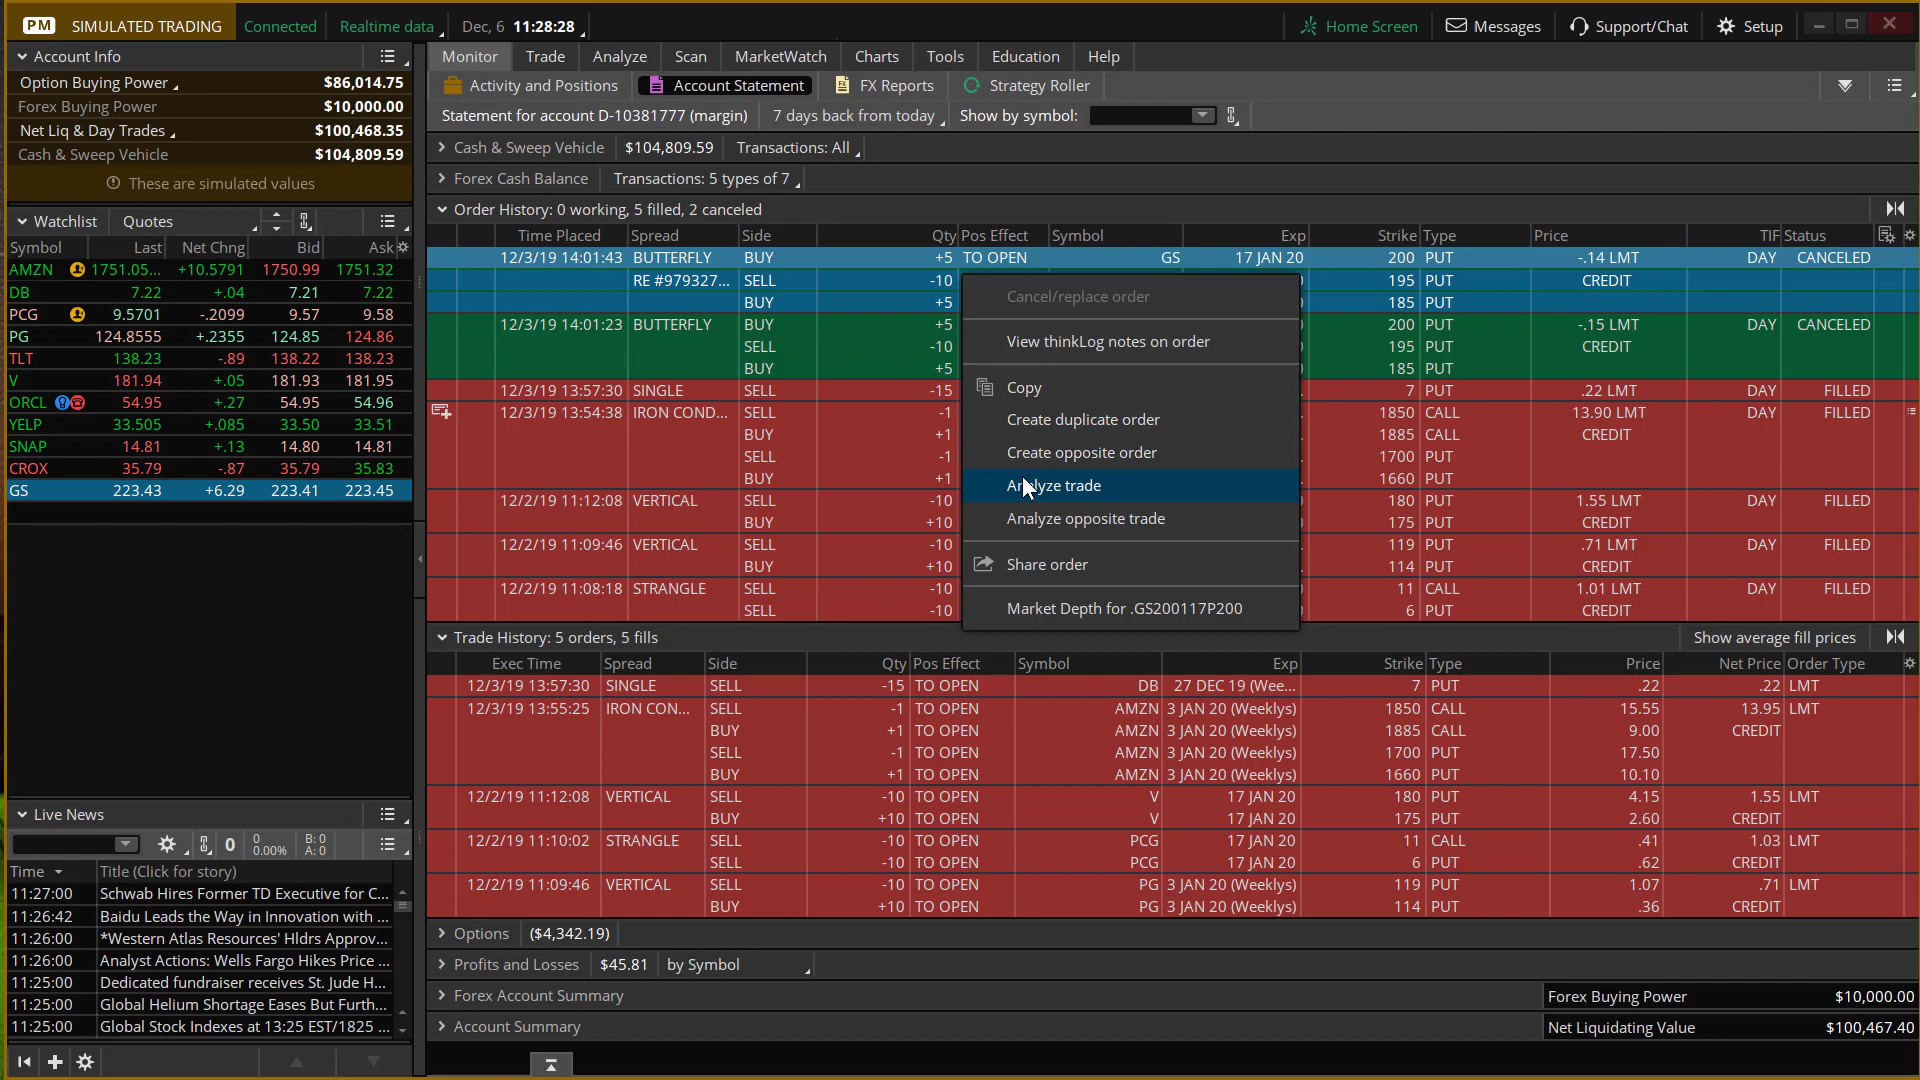 PM SIMULATED TRADING Connected Realtime data Dec, 6 11:28:28 Home Screen Messages Support/Chat Setup
Account Info
Option Buying Power $86,014.75
Forex Buying Power $10,000.00
Net Liq & Day Trades $100,468.35
Cash & Sweep Vehicle $104,809.59
These are simulated values
Watchlist Quotes
Symbol Last Net Chng Bid Ask
AMZN 1751.05... +10.5791 1750.99 1751.32
DB 7.22 +.04 7.21 7.22
PCG 9.5701 -.2099 9.57 9.58
PG 124.8555 +.2355 124.85 124.86
TLT 138.23 -.89 138.22 138.23
V 181.94 +.05 181.93 181.95
ORCL 54.95 +.27 54.95 54.96
YELP 33.505 +.085 33.50 33.51
SNAP 14.81 +.13 14.80 14.81
CROX 35.79 -.87 35.79 35.83
GS 223.43 +6.29 223.41 223.45
Live News
0 0 0.00% B: 0 A: 0
Time Title (Click for story)
11:27:00 Schwab Hires Former TD Executive for C...
11:26:42 Baidu Leads the Way in Innovation with ...
11:26:00 *Western Atlas Resources' Hldrs Approv...
11:26:00 Analyst Actions: Wells Fargo Hikes Price ...
11:25:00 Dedicated fundraiser receives St. Jude H...
11:25:00 Global Helium Shortage Eases But Furth...
11:25:00 Global Stock Indexes at 13:25 EST/1825 ...
Monitor Trade Analyze Scan MarketWatch Charts Tools Education Help
Activity and Positions Account Statement FX Reports Strategy Roller
Statement for account D-10381777 (margin) 7 days back from today Show by symbol:
Cash & Sweep Vehicle $104,809.59 Transactions: All
Forex Cash Balance Transactions: 5 types of 7
Order History: 0 working, 5 filled, 2 canceled
Time Placed Spread Side Qty Pos Effect Symbol Exp Strike Type Price TIF Status
12/3/19 14:01:43 BUTTERFLY BUY +5 TO OPEN GS 17 JAN 20 200 PUT -.14 LMT DAY CANCELED
RE #979327... SELL -10 195 PUT CREDIT
BUY +5 185 PUT
12/3/19 14:01:23 BUTTERFLY BUY +5 200 PUT -.15 LMT DAY CANCELED
SELL -10 195 PUT CREDIT
BUY +5 185 PUT
12/3/19 13:57:30 SINGLE SELL -15 7 PUT .22 LMT DAY FILLED
12/3/19 13:54:38 IRON COND... SELL -1 1850 CALL 13.90 LMT DAY FILLED
BUY +1 1885 CALL CREDIT
SELL -1 1700 PUT
BUY +1 1660 PUT
12/2/19 11:12:08 VERTICAL SELL -10 180 PUT 1.55 LMT DAY FILLED
BUY +10 175 PUT CREDIT
12/2/19 11:09:46 VERTICAL SELL -10 119 PUT .71 LMT DAY FILLED
BUY +10 114 PUT CREDIT
12/2/19 11:08:18 STRANGLE SELL -10 11 CALL 1.01 LMT DAY FILLED
SELL -10 6 PUT CREDIT
Cancel/replace order
View thinkLog notes on order
Copy
Create duplicate order
Create opposite order
Analyze trade
Analyze opposite trade
Share order
Market Depth for .GS200117P200
Trade History: 5 orders, 5 fills Show average fill prices
Exec Time Spread Side Qty Pos Effect Symbol Exp Strike Type Price Net Price Order Type
12/3/19 13:57:30 SINGLE SELL -15 TO OPEN DB 27 DEC 19 (Wee... 7 PUT .22 .22 LMT
12/3/19 13:55:25 IRON CON... SELL -1 TO OPEN AMZN 3 JAN 20 (Weeklys) 1850 CALL 15.55 13.95 LMT
BUY +1 TO OPEN AMZN 3 JAN 20 (Weeklys) 1885 CALL 9.00 CREDIT
SELL -1 TO OPEN AMZN 3 JAN 20 (Weeklys) 1700 PUT 17.50
BUY +1 TO OPEN AMZN 3 JAN 20 (Weeklys) 1660 PUT 10.10
12/2/19 11:12:08 VERTICAL SELL -10 TO OPEN V 17 JAN 20 180 PUT 4.15 1.55 LMT
BUY +10 TO OPEN V 17 JAN 20 175 PUT 2.60 CREDIT
12/2/19 11:10:02 STRANGLE SELL -10 TO OPEN PCG 17 JAN 20 11 CALL .41 1.03 LMT
SELL -10 TO OPEN PCG 17 JAN 20 6 PUT .62 CREDIT
12/2/19 11:09:46 VERTICAL SELL -10 TO OPEN PG 3 JAN 20 (Weeklys) 119 PUT 1.07 .71 LMT
BUY +10 TO OPEN PG 3 JAN 20 (Weeklys) 114 PUT .36 CREDIT
Options ($4,342.19)
Profits and Losses $45.81 by Symbol
Forex Account Summary Forex Buying Power $10,000.00
Account Summary Net Liquidating Value $100,467.40